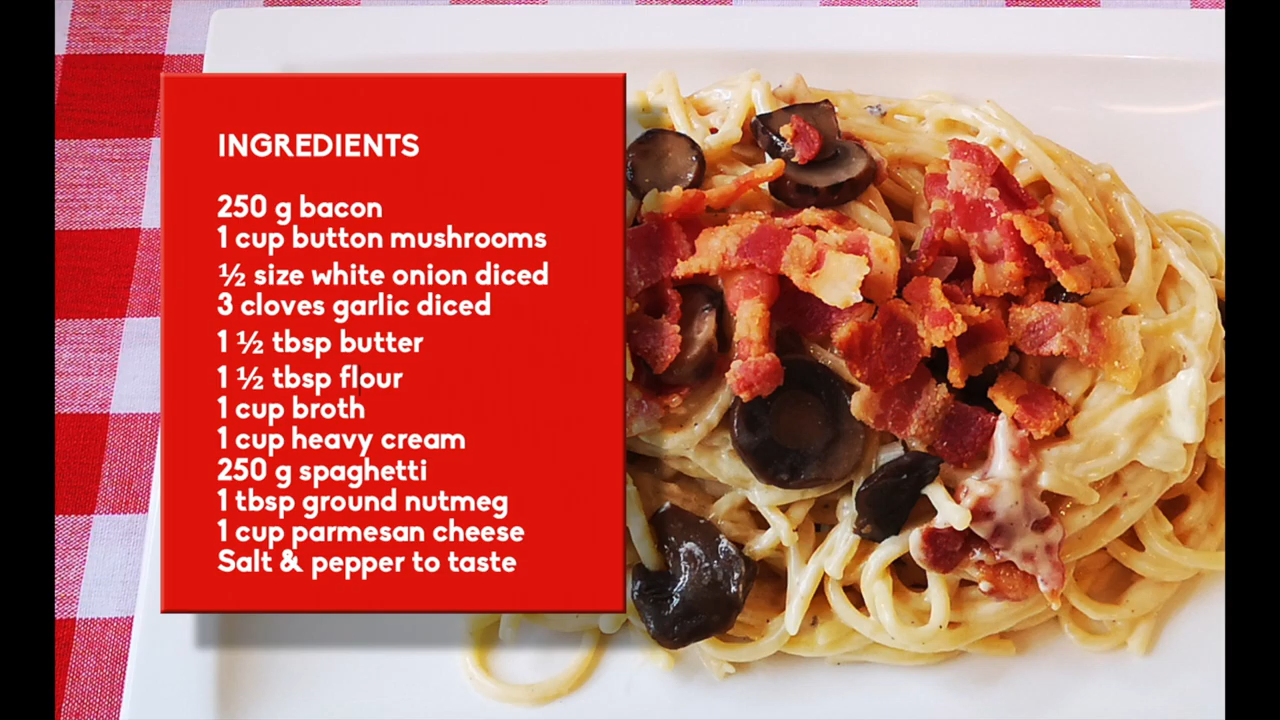 INGREDIENTS
250 g bacon
1 cup button mushrooms
½ size white onion diced
3 cloves garlic diced
1 ½ tbsp butter
1 ½ tbsp flour
1 cup broth
1 cup heavy cream
250 g spaghetti
1 tbsp ground nutmeg
1 cup parmesan cheese
Salt & pepper to taste